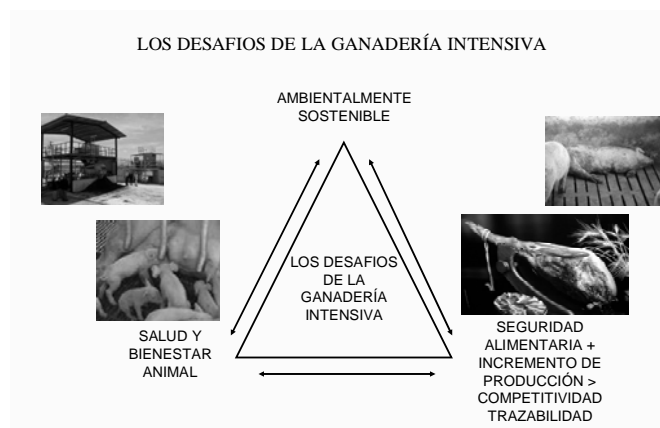 LOS DESAFIOS DE LA GANADERÍA INTENSIVA
AMBIENTALMENTE
SOSTENIBLE
LOS DESAFIOS
DE LA
GANADERÍA
INTENSIVA
SALUD Y
BIENESTAR
ANIMAL
SEGURIDAD
ALIMENTARIA +
INCREMENTO DE
PRODUCCIÓN >
COMPETITIVIDAD
TRAZABILIDAD